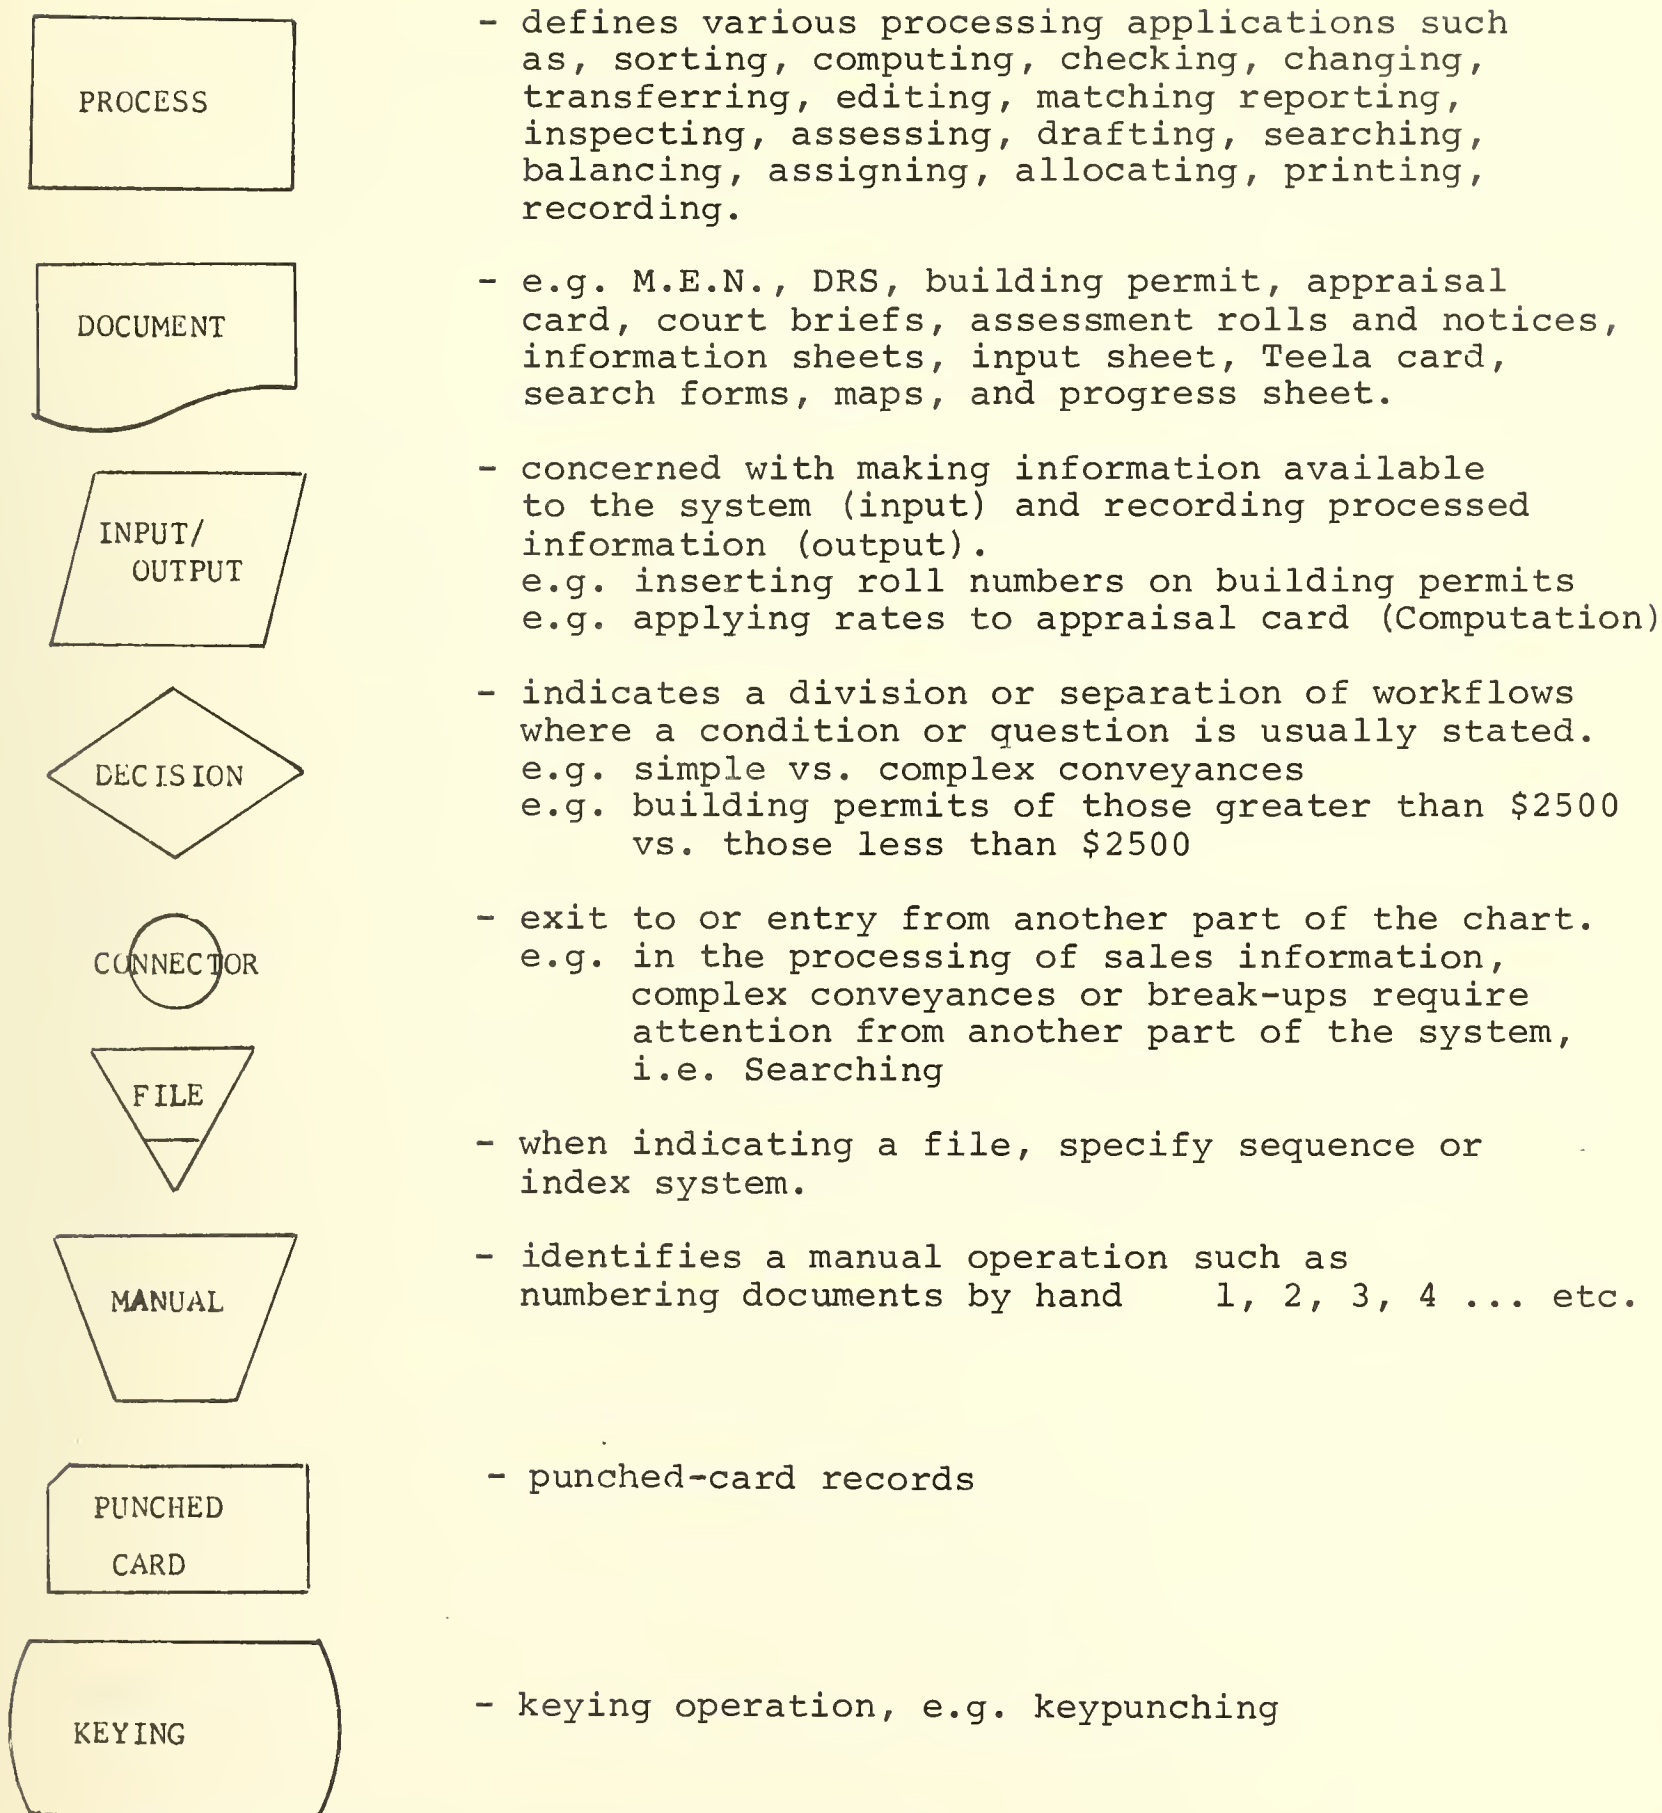 PROCESS
- defines various processing applications such
as, sorting, computing, checking, changing,
transferring, editing, matching reporting,
inspecting, assessing, drafting, searching,
balancing, assigning, allocating, printing,
recording.
DOCUMENT
- e.g. M.E.N., DRS, building permit, appraisal
card, court briefs, assessment rolls and notices,
information sheets, input sheet, Teela card,
search forms, maps, and progress sheet.
INPUT/
OUTPUT
- concerned with making information available
to the system (input) and recording processed
information (output).
e.g. inserting roll numbers on building permits
e.g. applying rates to appraisal card (Computation)
DECISION
- indicates a division or separation of workflows
where a condition or question is usually stated.
e.g. simple vs. complex conveyances
e.g. building permits of those greater than $2500
vs. those less than $2500
CONNECTOR
- exit to or entry from another part of the chart.
e.g. in the processing of sales information,
complex conveyances or break-ups require
attention from another part of the system,
i.e. Searching
FILE
- when indicating a file, specify sequence or
index system.
MANUAL
- identifies a manual operation such as
numbering documents by hand 1, 2, 3, 4 ... etc.
PUNCHED
CARD
- punched-card records
KEYING
- keying operation, e.g. keypunching